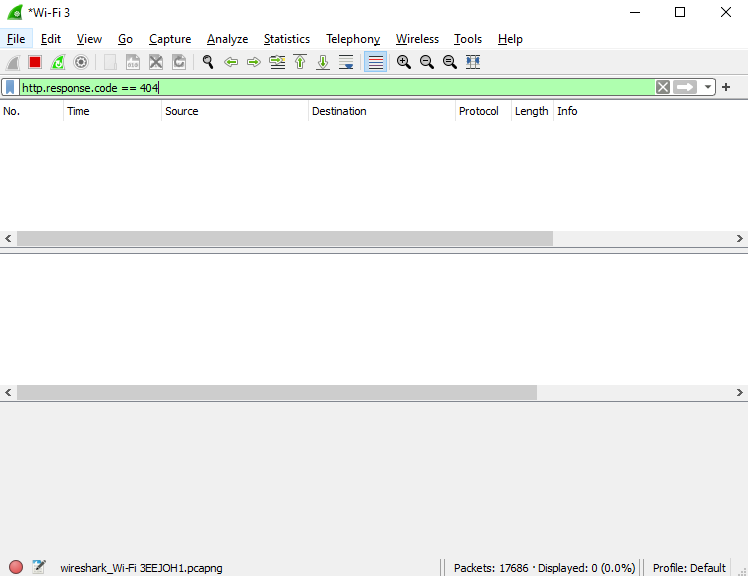 *Wi-Fi 3
File Edit View Go Capture Analyze Statistics Telephony Wireless Tools Help
http.response.code == 404
No. Time Source Destination Protocol Length Info
wireshark_Wi-Fi 3EEJOH1.pcapng Packets: 17686 · Displayed: 0 (0.0%) Profile: Default